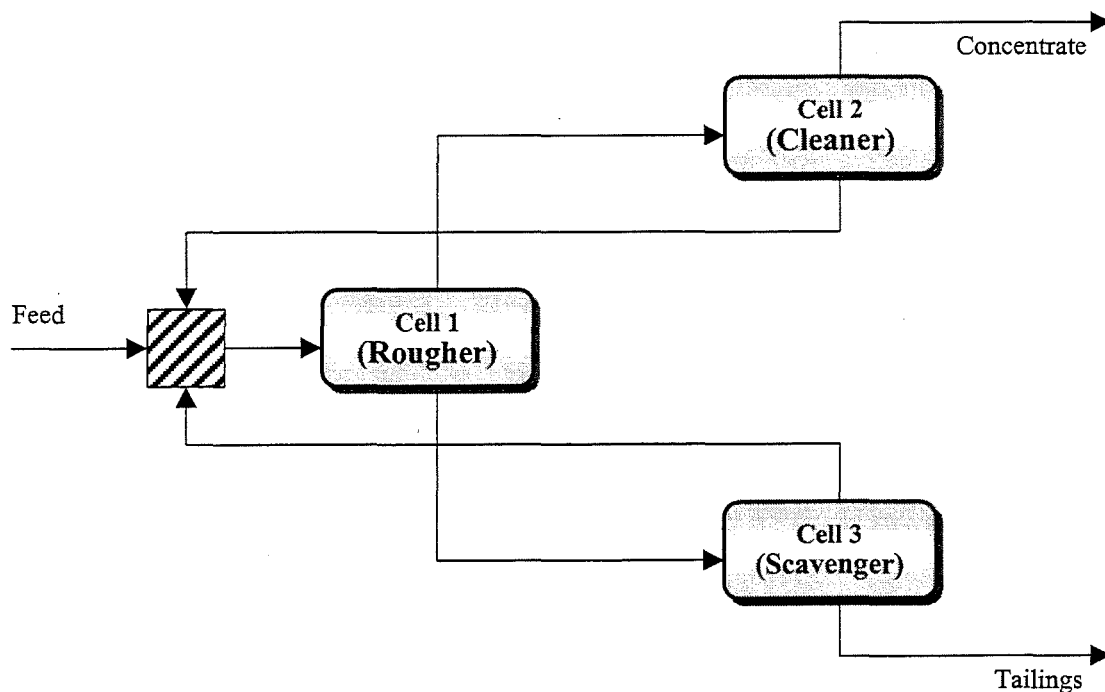 Concentrate
Cell 2
(Cleaner)
Feed
Cell 1
(Rougher)
Cell 3
(Scavenger)
Tailings